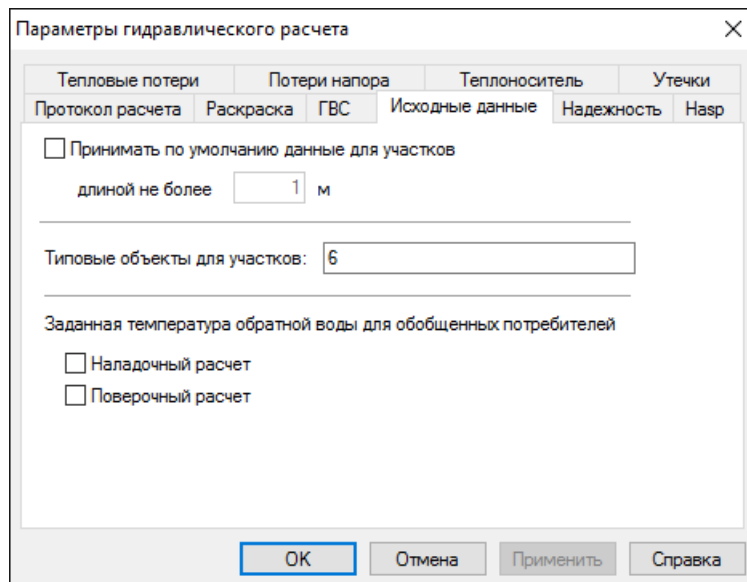 Параметры гидравлического расчета
Тепловые потери Потери напора Теплоноситель Утечки
Протокол расчета Раскраска ГВС Исходные данные Надежность Hasp
Принимать по умолчанию данные для участков
длиной не более 1 м
Типовые объекты для участков: 6
Заданная температура обратной воды для обобщенных потребителей
Наладочный расчет
Поверочный расчет
OK Отмена Применить Справка